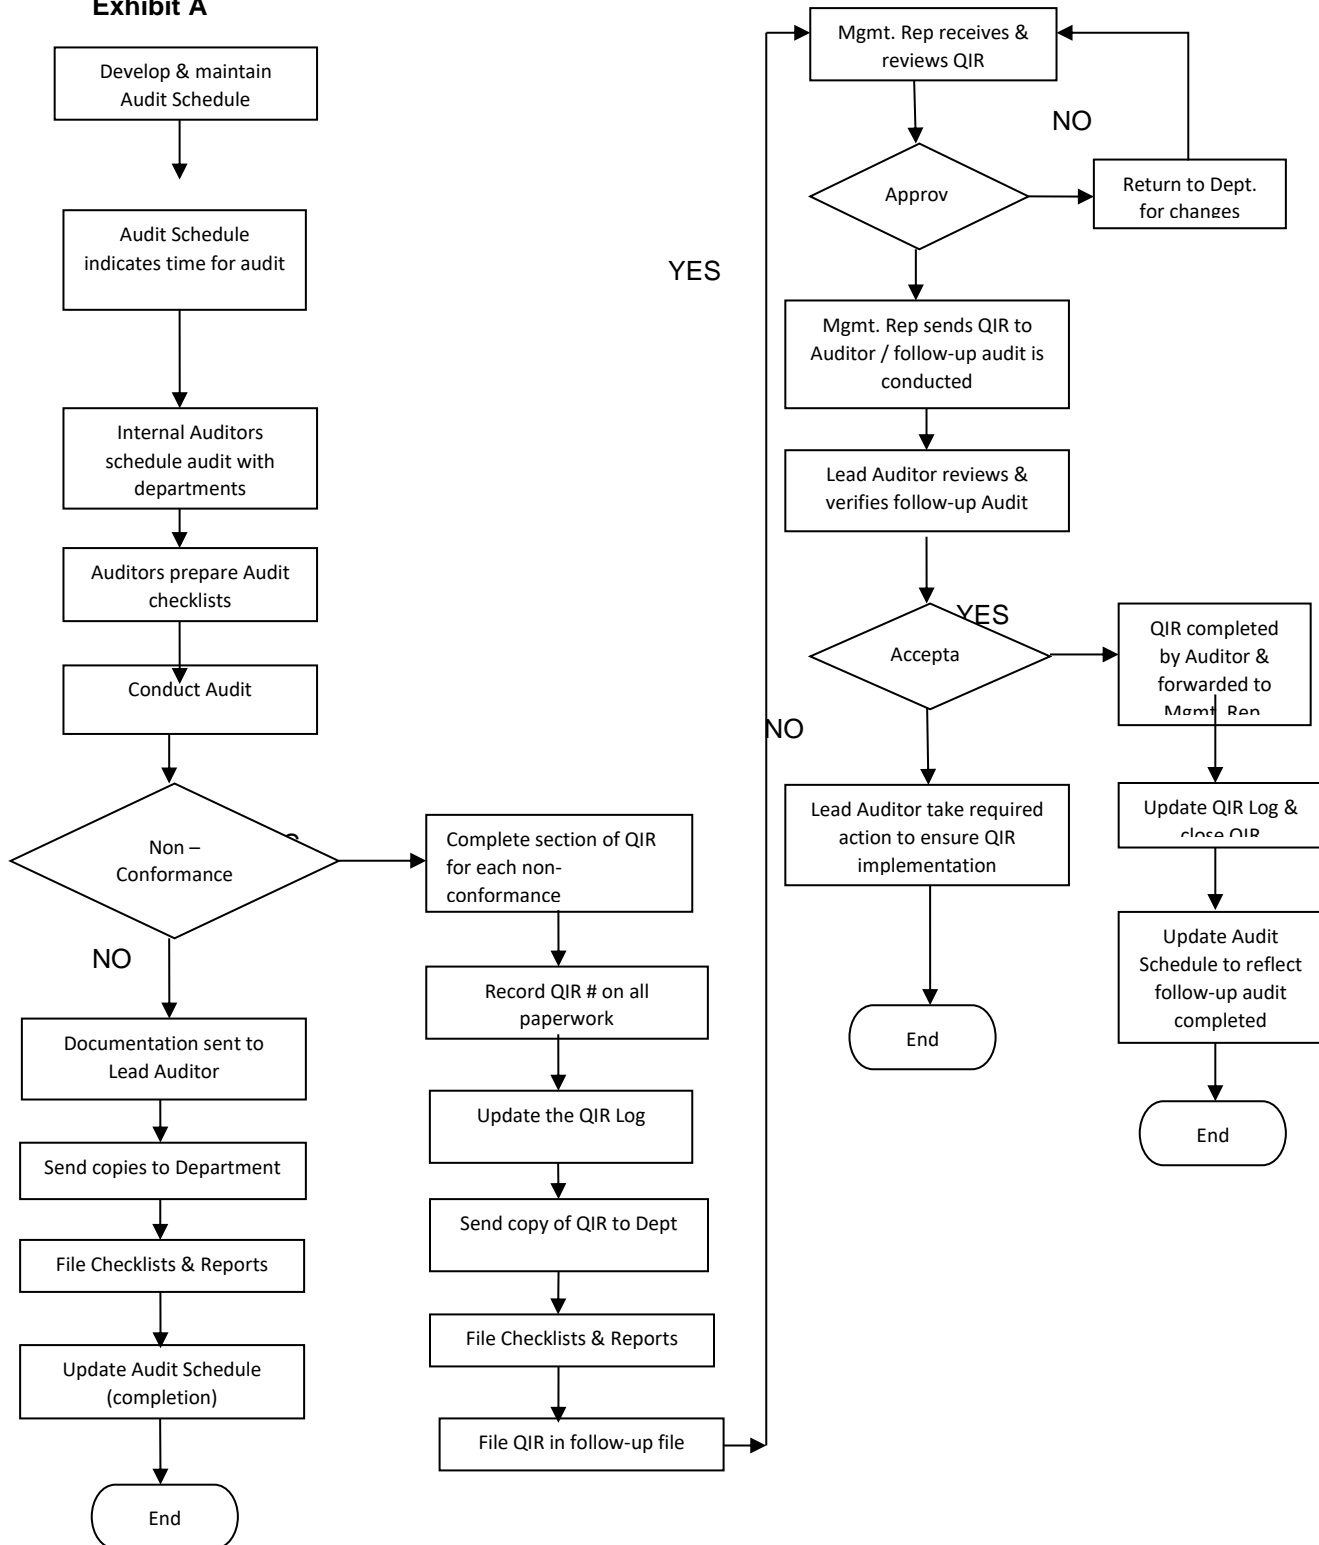 Exhibit A
Develop & maintain
Audit Schedule
Audit Schedule
indicates time for audit
Internal Auditors
schedule audit with
departments
Auditors prepare Audit
checklists
Conduct Audit
Non –
Conformance
NO
Documentation sent to
Lead Auditor
Send copies to Department
File Checklists & Reports
Update Audit Schedule
(completion)
End
Complete section of QIR
for each non-
conformance
Record QIR # on all
paperwork
Update the QIR Log
Send copy of QIR to Dept
File Checklists & Reports
File QIR in follow-up file
YES
Mgmt. Rep receives &
reviews QIR
NO
Approv
Return to Dept.
for changes
Mgmt. Rep sends QIR to
Auditor / follow-up audit is
conducted
Lead Auditor reviews &
verifies follow-up Audit
YES
Accepta
NO
Lead Auditor take required
action to ensure QIR
implementation
End
QIR completed
by Auditor &
forwarded to
Mgmt. Rep
Update QIR Log &
close QIR
Update Audit
Schedule to reflect
follow-up audit
completed
End